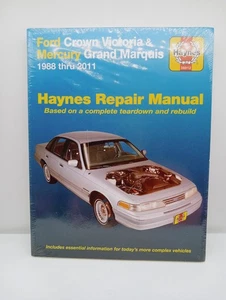 Ford Crown Victoria &
Mercury Grand Marquis
1988 thru 2011
Haynes
Haynes Repair Manual
Based on a complete teardown and rebuild
Includes essential information for today's more complex vehicles